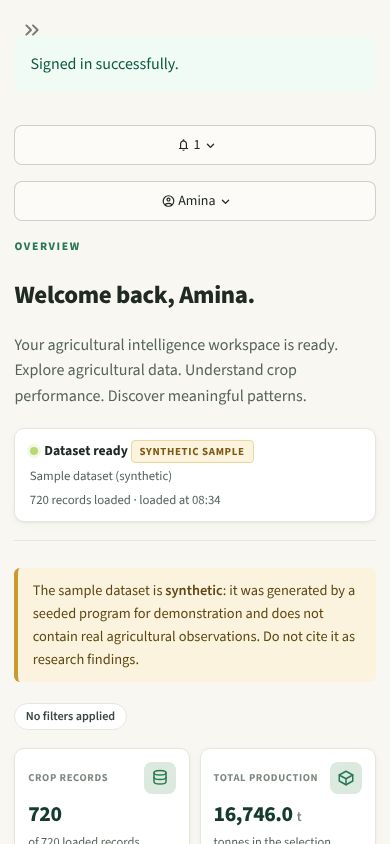 Signed in successfully.
1
Amina
OVERVIEW
Welcome back, Amina.
Your agricultural intelligence workspace is ready.
Explore agricultural data. Understand crop
performance. Discover meaningful patterns.
Dataset ready SYNTHETIC SAMPLE
Sample dataset (synthetic)
720 records loaded · loaded at 08:34
The sample dataset is synthetic: it was generated by a
seeded program for demonstration and does not
contain real agricultural observations. Do not cite it as
research findings.
No filters applied
CROP RECORDS
720
of 720 loaded records
TOTAL PRODUCTION
16,746.0 t
tonnes in the selection